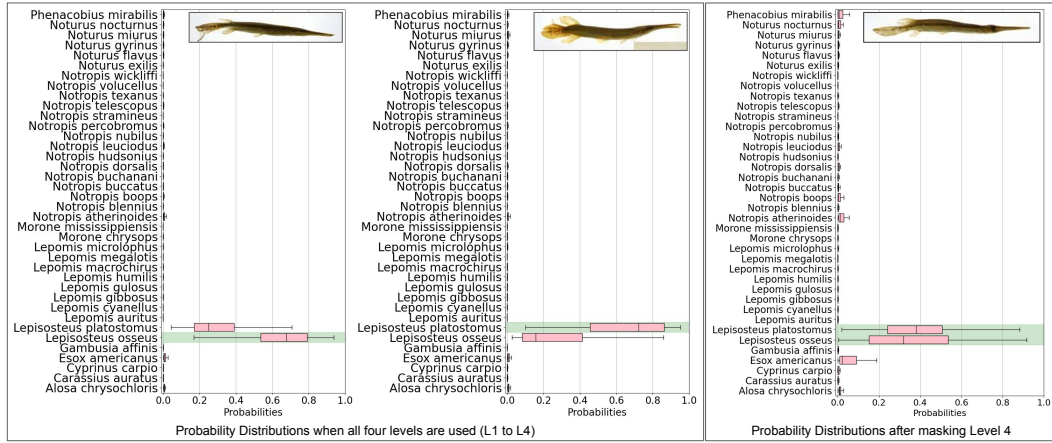 Phenacobius mirabilis
Noturus nocturnus
Noturus miurus
Noturus gyrinus
Noturus flavus
Noturus exilis
Notropis wickliffi
Notropis volucellus
Notropis texanus
Notropis telescopus
Notropis stramineus
Notropis percobromus
Notropis nubilus
Notropis leuciodus
Notropis hudsonius
Notropis dorsalis
Notropis buchanani
Notropis buccatus
Notropis boops
Notropis blennius
Notropis atherinoides
Morone mississippiensis
Morone chrysops
Lepomis microlophus
Lepomis megalotis
Lepomis macrochirus
Lepomis humilis
Lepomis gulosus
Lepomis gibbosus
Lepomis cyanellus
Lepomis auritus
Lepisosteus platostomus
Lepisosteus osseus
Gambusia affinis
Esox americanus
Cyprinus carpio
Carassius auratus
Alosa chrysochloris
0.0 0.2 0.4 0.6 0.8 1.0
Probabilities
Phenacobius mirabilis
Noturus nocturnus
Noturus miurus
Noturus gyrinus
Noturus flavus
Noturus exilis
Notropis wickliffi
Notropis volucellus
Notropis texanus
Notropis telescopus
Notropis stramineus
Notropis percobromus
Notropis nubilus
Notropis leuciodus
Notropis hudsonius
Notropis dorsalis
Notropis buchanani
Notropis buccatus
Notropis boops
Notropis blennius
Notropis atherinoides
Morone mississippiensis
Morone chrysops
Lepomis microlophus
Lepomis megalotis
Lepomis macrochirus
Lepomis humilis
Lepomis gulosus
Lepomis gibbosus
Lepomis cyanellus
Lepomis auritus
Lepisosteus platostomus
Lepisosteus osseus
Gambusia affinis
Esox americanus
Cyprinus carpio
Carassius auratus
Alosa chrysochloris
0.0 0.2 0.4 0.6 0.8 1.0
Probabilities
Probability Distributions when all four levels are used (L1 to L4)
Phenacobius mirabilis
Noturus nocturnus
Noturus miurus
Noturus gyrinus
Noturus flavus
Noturus exilis
Notropis wickliffi
Notropis volucellus
Notropis texanus
Notropis telescopus
Notropis stramineus
Notropis percobromus
Notropis nubilus
Notropis leuciodus
Notropis hudsonius
Notropis dorsalis
Notropis buchanani
Notropis buccatus
Notropis boops
Notropis blennius
Notropis atherinoides
Morone mississippiensis
Morone chrysops
Lepomis microlophus
Lepomis megalotis
Lepomis macrochirus
Lepomis humilis
Lepomis gulosus
Lepomis gibbosus
Lepomis cyanellus
Lepomis auritus
Lepisosteus platostomus
Lepisosteus osseus
Gambusia affinis
Esox americanus
Cyprinus carpio
Carassius auratus
Alosa chrysochloris
0.0 0.2 0.4 0.6 0.8 1.0
Probabilities
Probability Distributions after masking Level 4